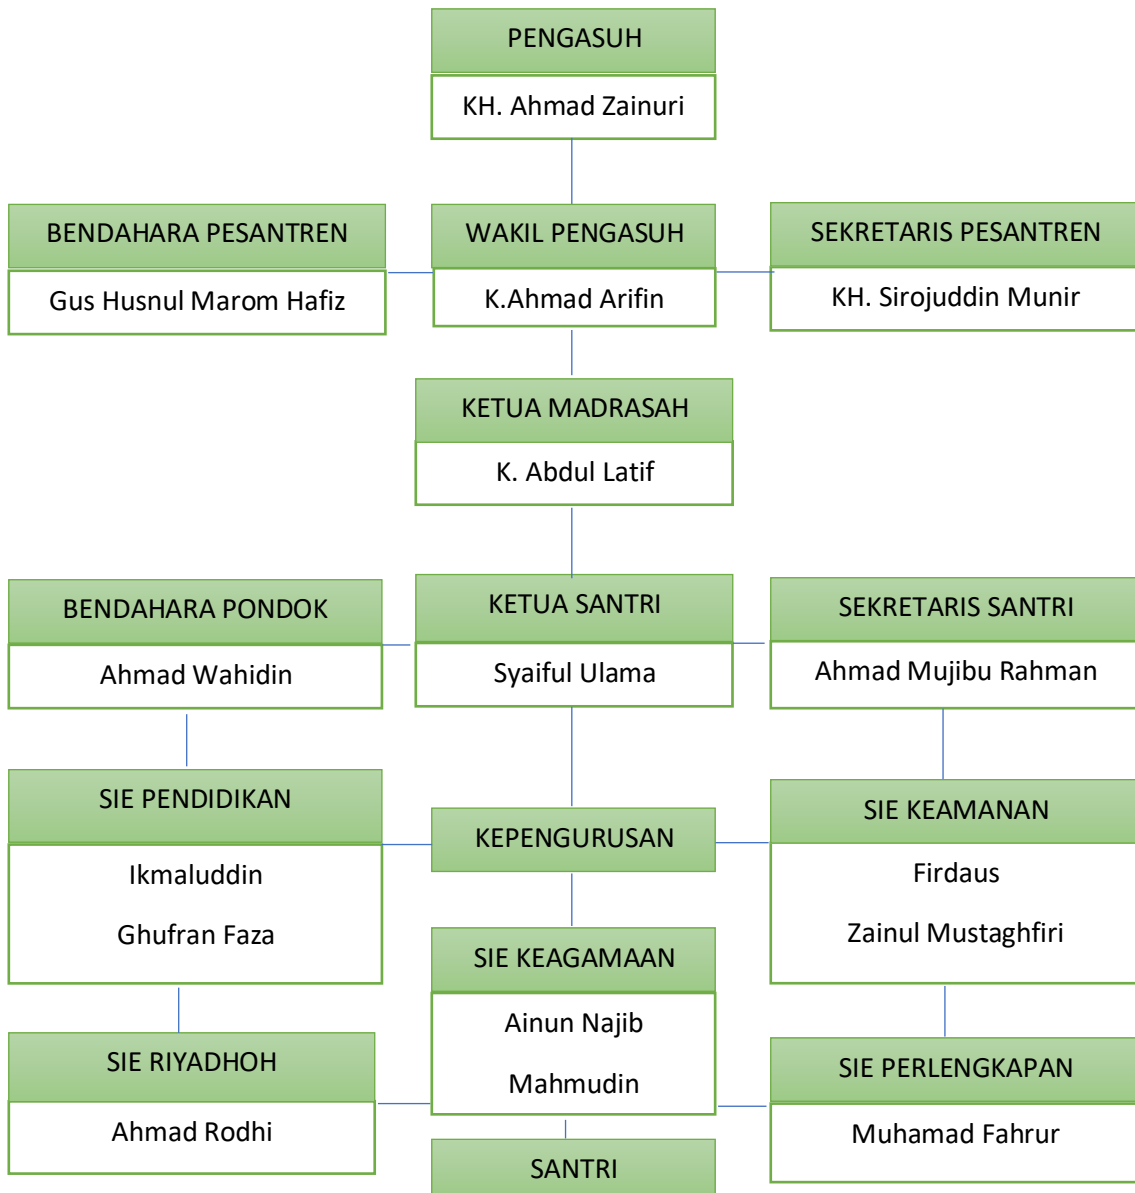 PENGASUH
KH. Ahmad Zainuri
BENDAHARA PESANTREN
Gus Husnul Marom Hafiz
WAKIL PENGASUH
K.Ahmad Arifin
SEKRETARIS PESANTREN
KH. Sirojuddin Munir
KETUA MADRASAH
K. Abdul Latif
BENDAHARA PONDOK
Ahmad Wahidin
KETUA SANTRI
Syaiful Ulama
SEKRETARIS SANTRI
Ahmad Mujibu Rahman
SIE PENDIDIKAN
Ikmaluddin
Ghufran Faza
KEPENGURUSAN
SIE KEAMANAN
Firdaus
Zainul Mustaghfiri
SIE KEAGAMAAN
Ainun Najib
Mahmudin
SIE RIYADHOH
Ahmad Rodhi
SIE PERLENGKAPAN
Muhamad Fahrur
SANTRI